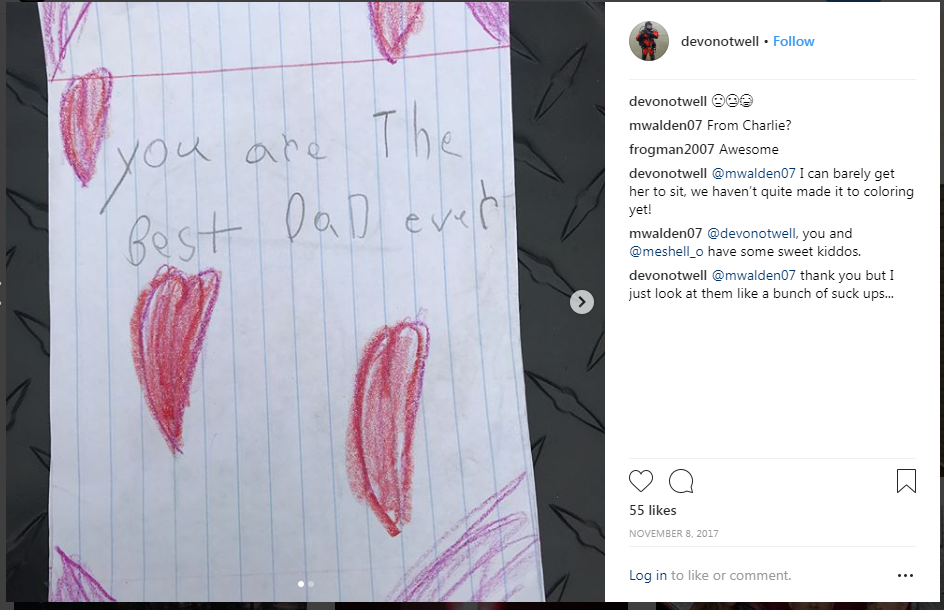 you are The
Best DaD ever
devonotwell • Follow
devonotwell 😳😂😂
mwalden07 From Charlie?
frogman2007 Awesome
devonotwell @mwalden07 I can barely get
her to sit, we haven't quite made it to coloring
yet!
mwalden07 @devonotwell, you and
@meshell_o have some sweet kiddos.
devonotwell @mwalden07 thank you but I
just look at them like a bunch of suck ups...
55 likes
NOVEMBER 8, 2017
Log in to like or comment.